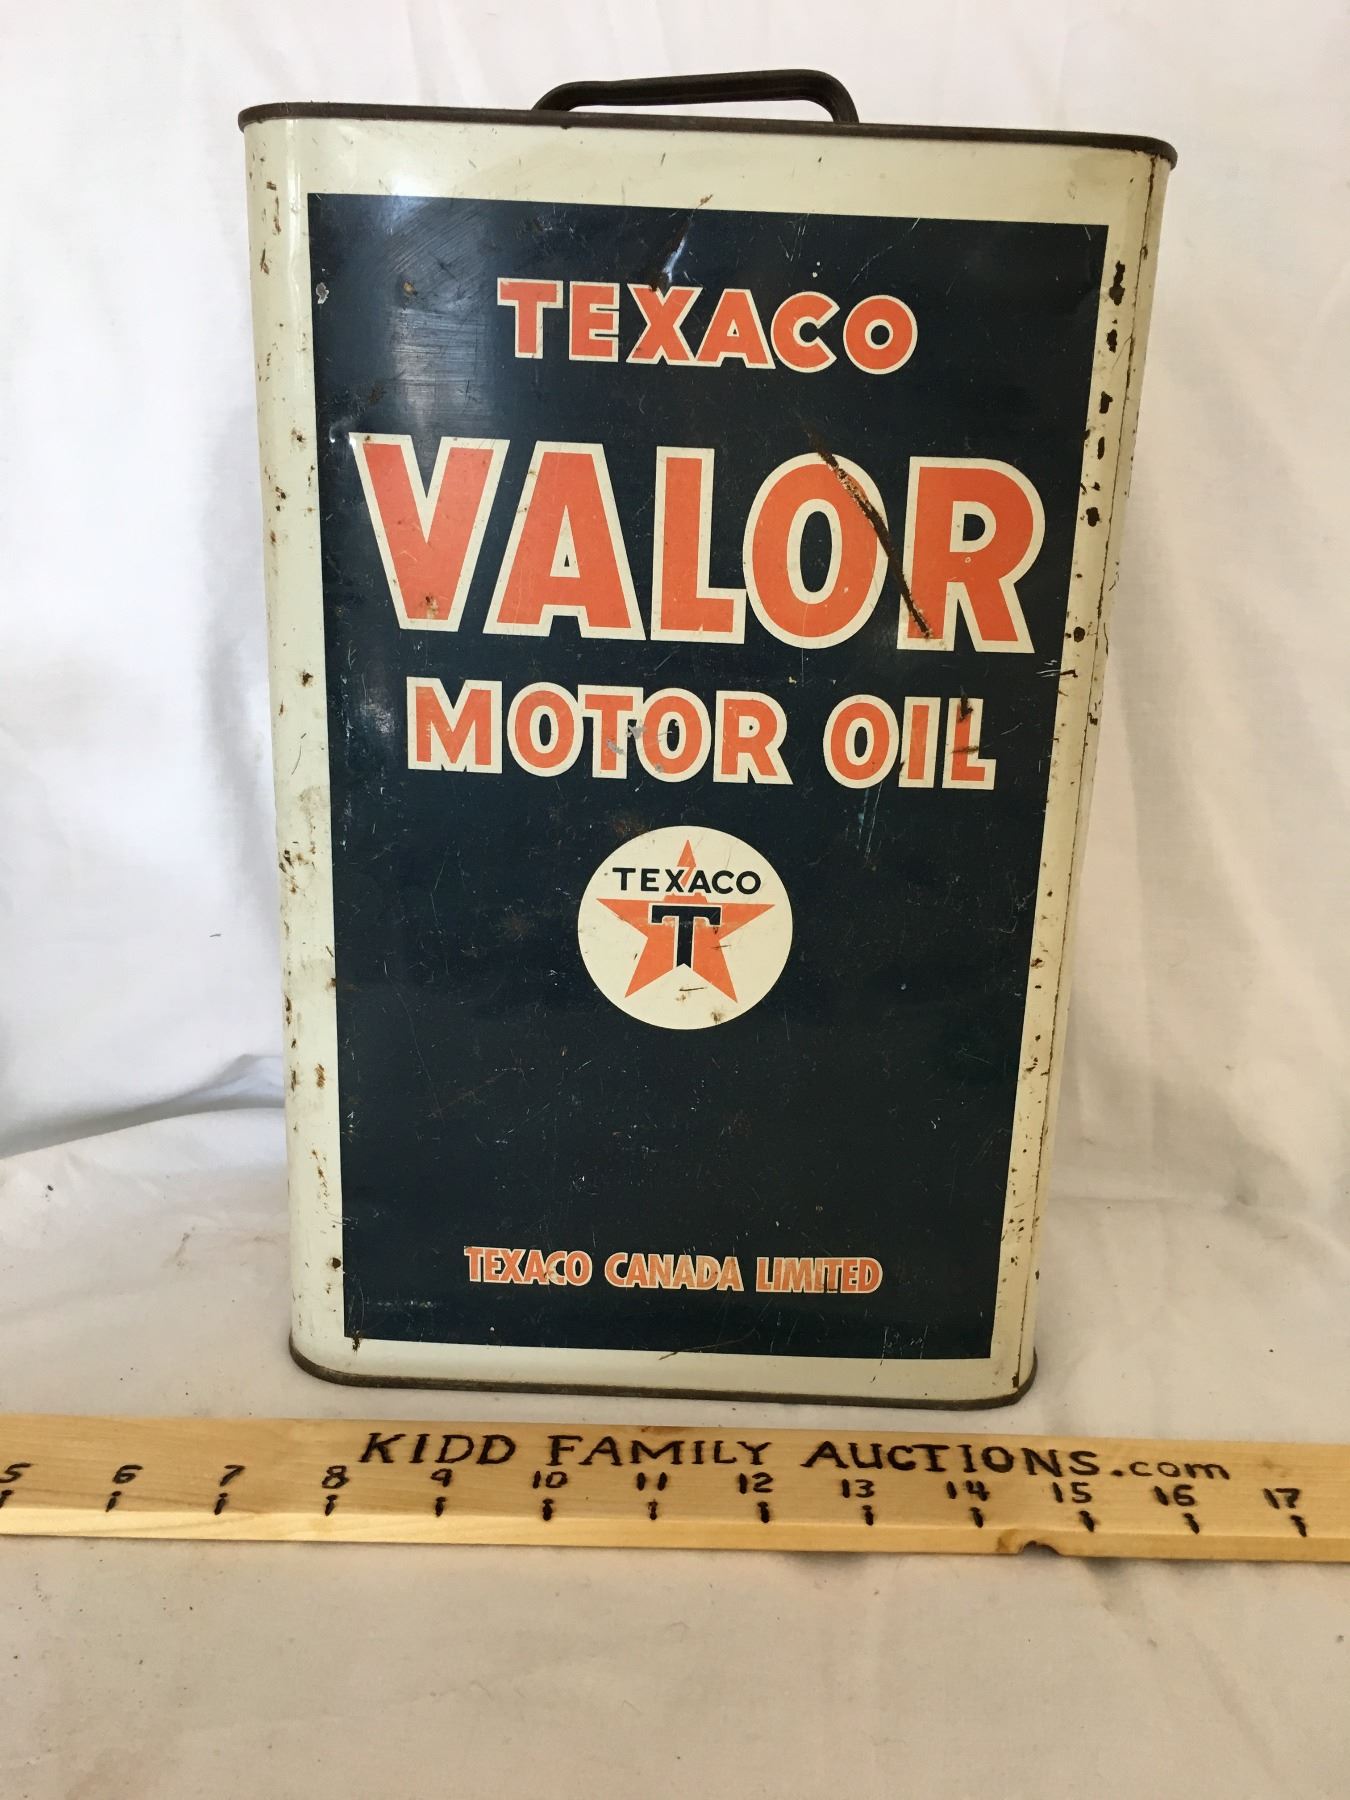 TEXACO
VALOR
MOTOR OIL
TEXACO
T
TEXACO CANADA LIMITED
KIDD FAMILY AUCTIONS.com
5 6 7 8 9 10 11 12 13 14 15 16 17